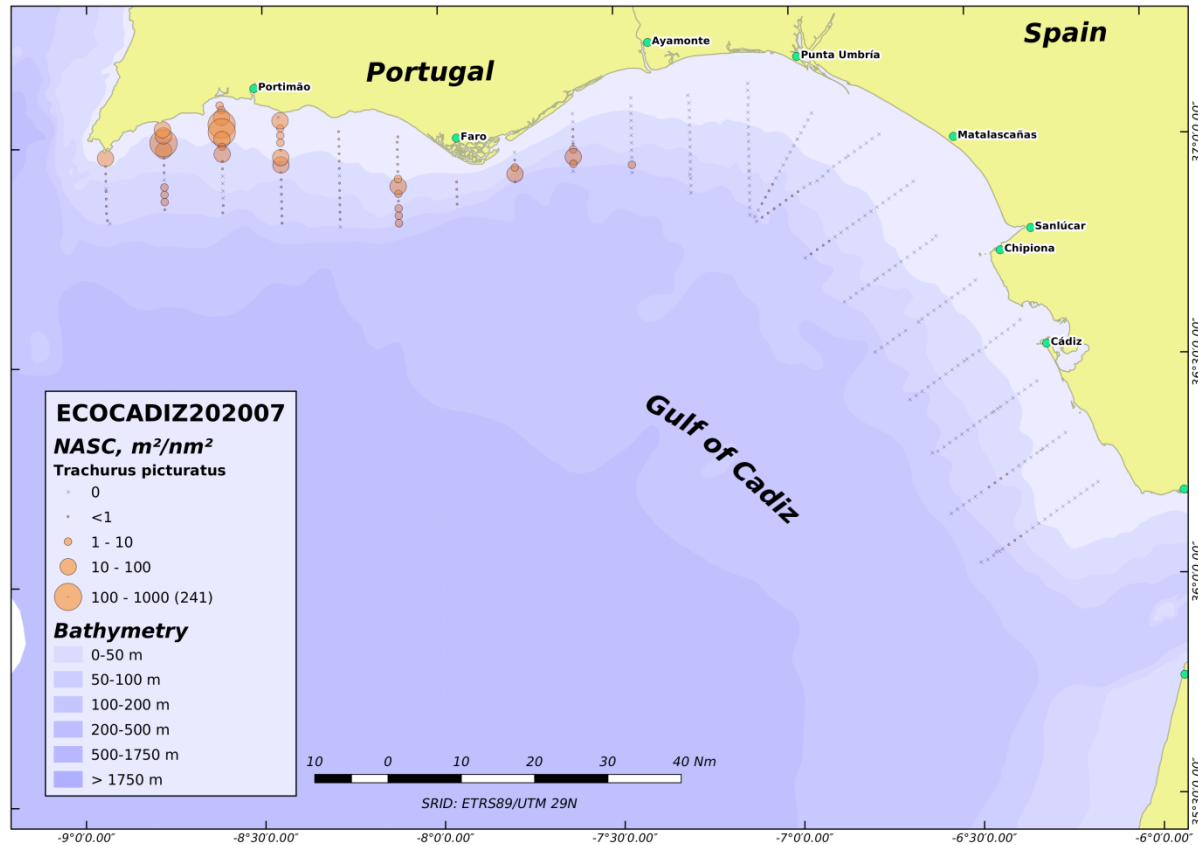 Spain
Portugal
Ayamonte
Punta Umbría
Portimão
Faro
Matalascañas
Sanlúcar
Chipiona
Cádiz
Gulf of Cadiz
ECOCADIZ202007
NASC, m²/nm²
Trachurus picturatus
0
<1
1 - 10
10 - 100
100 - 1000 (241)
Bathymetry
0-50 m
50-100 m
100-200 m
200-500 m
500-1750 m
> 1750 m
10 0 10 20 30 40 Nm
SRID: ETRS89/UTM 29N
37°0'0.00″
36°30'0.00″
36°0'0.00″
35°30'0.00″
-9°0'0.00″ -8°30'0.00″ -8°0'0.00″ -7°30'0.00″ -7°0'0.00″ -6°30'0.00″ -6°0'0.00″